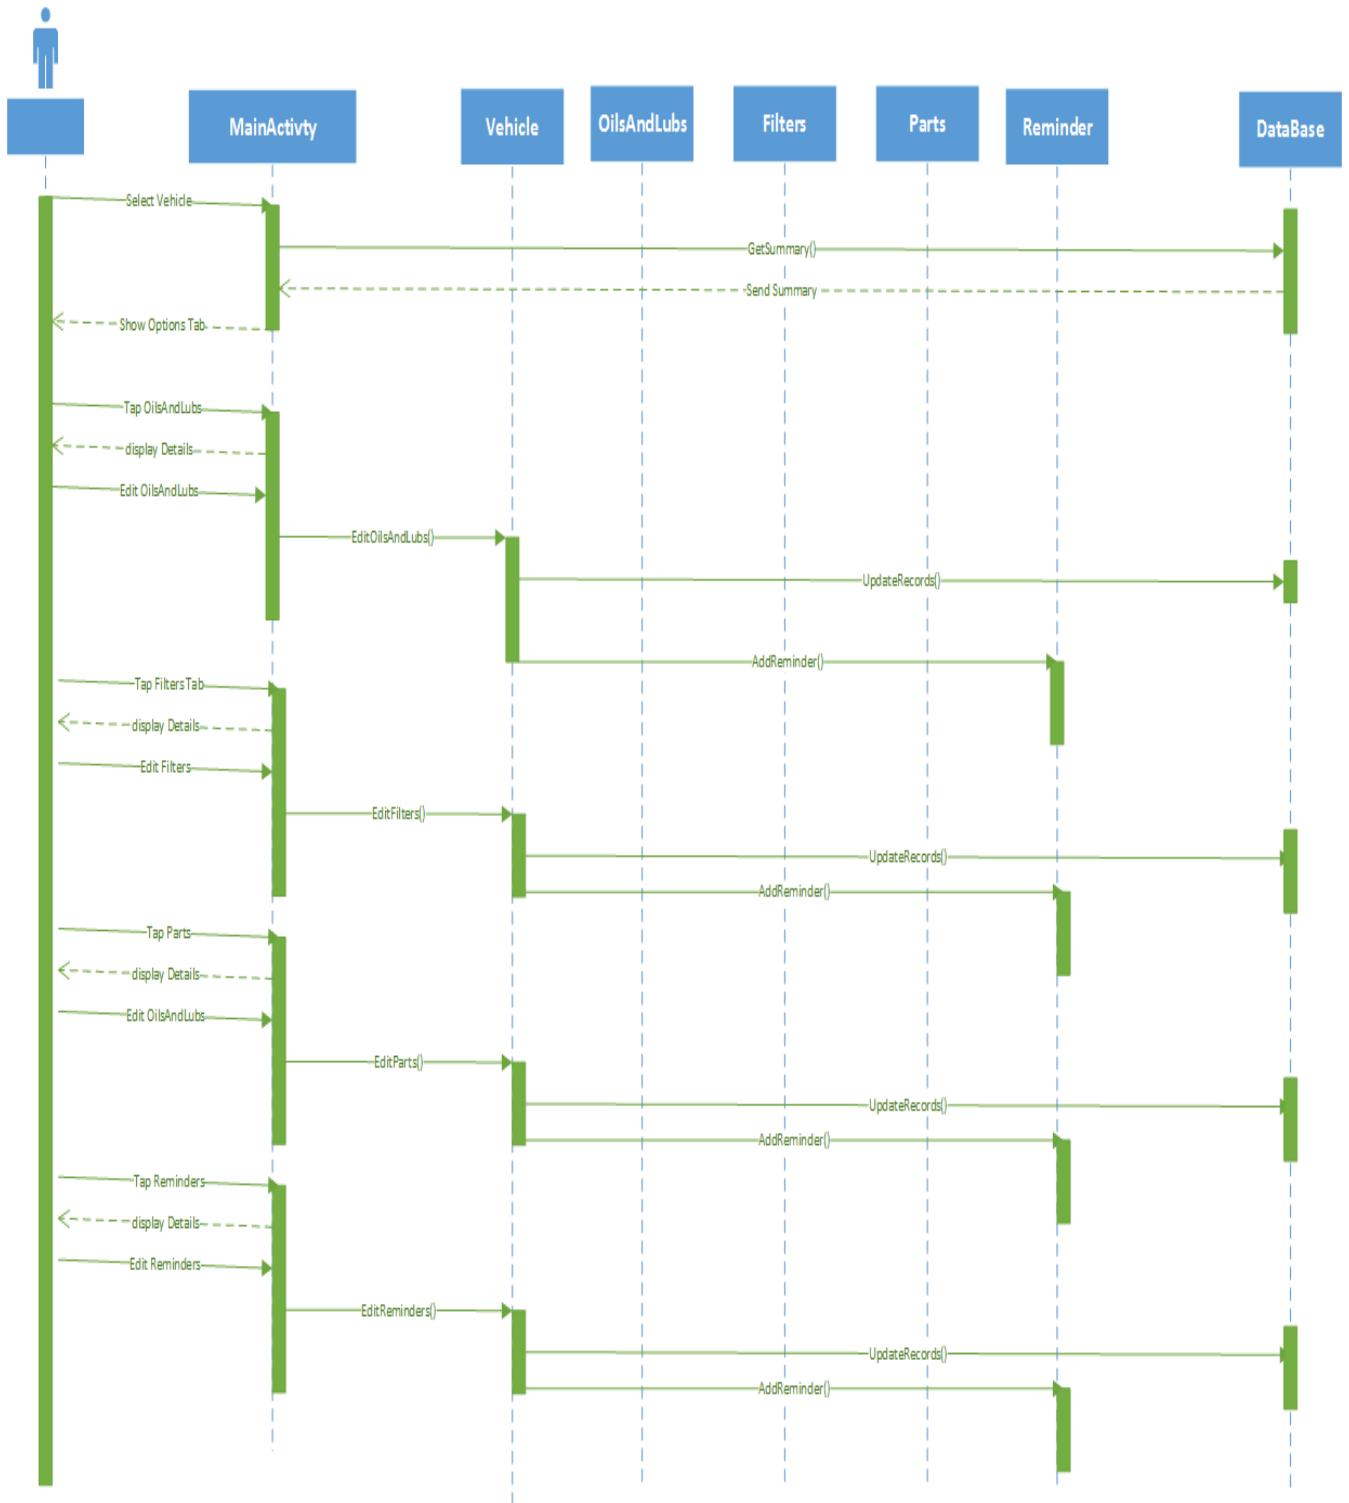 MainActivty
Vehicle
OilsAndLubs
Filters
Parts
Reminder
DataBase
Select Vehicle
GetSummary()
Send Summary
Show Options Tab
Tap OilsAndLubs
display Details
Edit OilsAndLubs
EditOilsAndLubs()
UpdateRecords()
AddReminder()
Tap Filters Tab
display Details
Edit Filters
EditFilters()
UpdateRecords()
AddReminder()
Tap Parts
display Details
Edit OilsAndLubs
EditParts()
UpdateRecords()
AddReminder()
Tap Reminders
display Details
Edit Reminders
EditReminders()
UpdateRecords()
AddReminder()